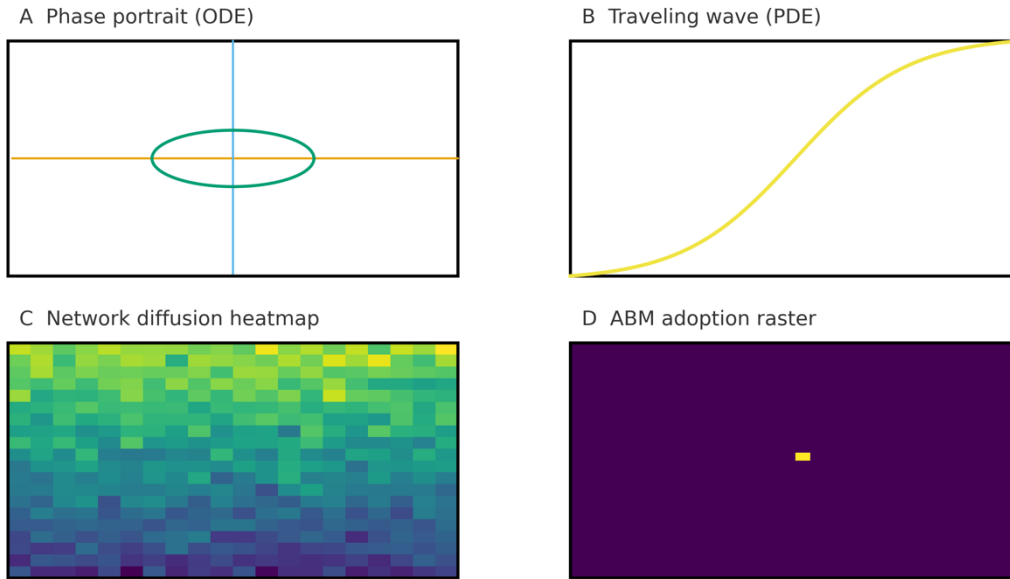 A Phase portrait (ODE)
B Traveling wave (PDE)
C Network diffusion heatmap
D ABM adoption raster